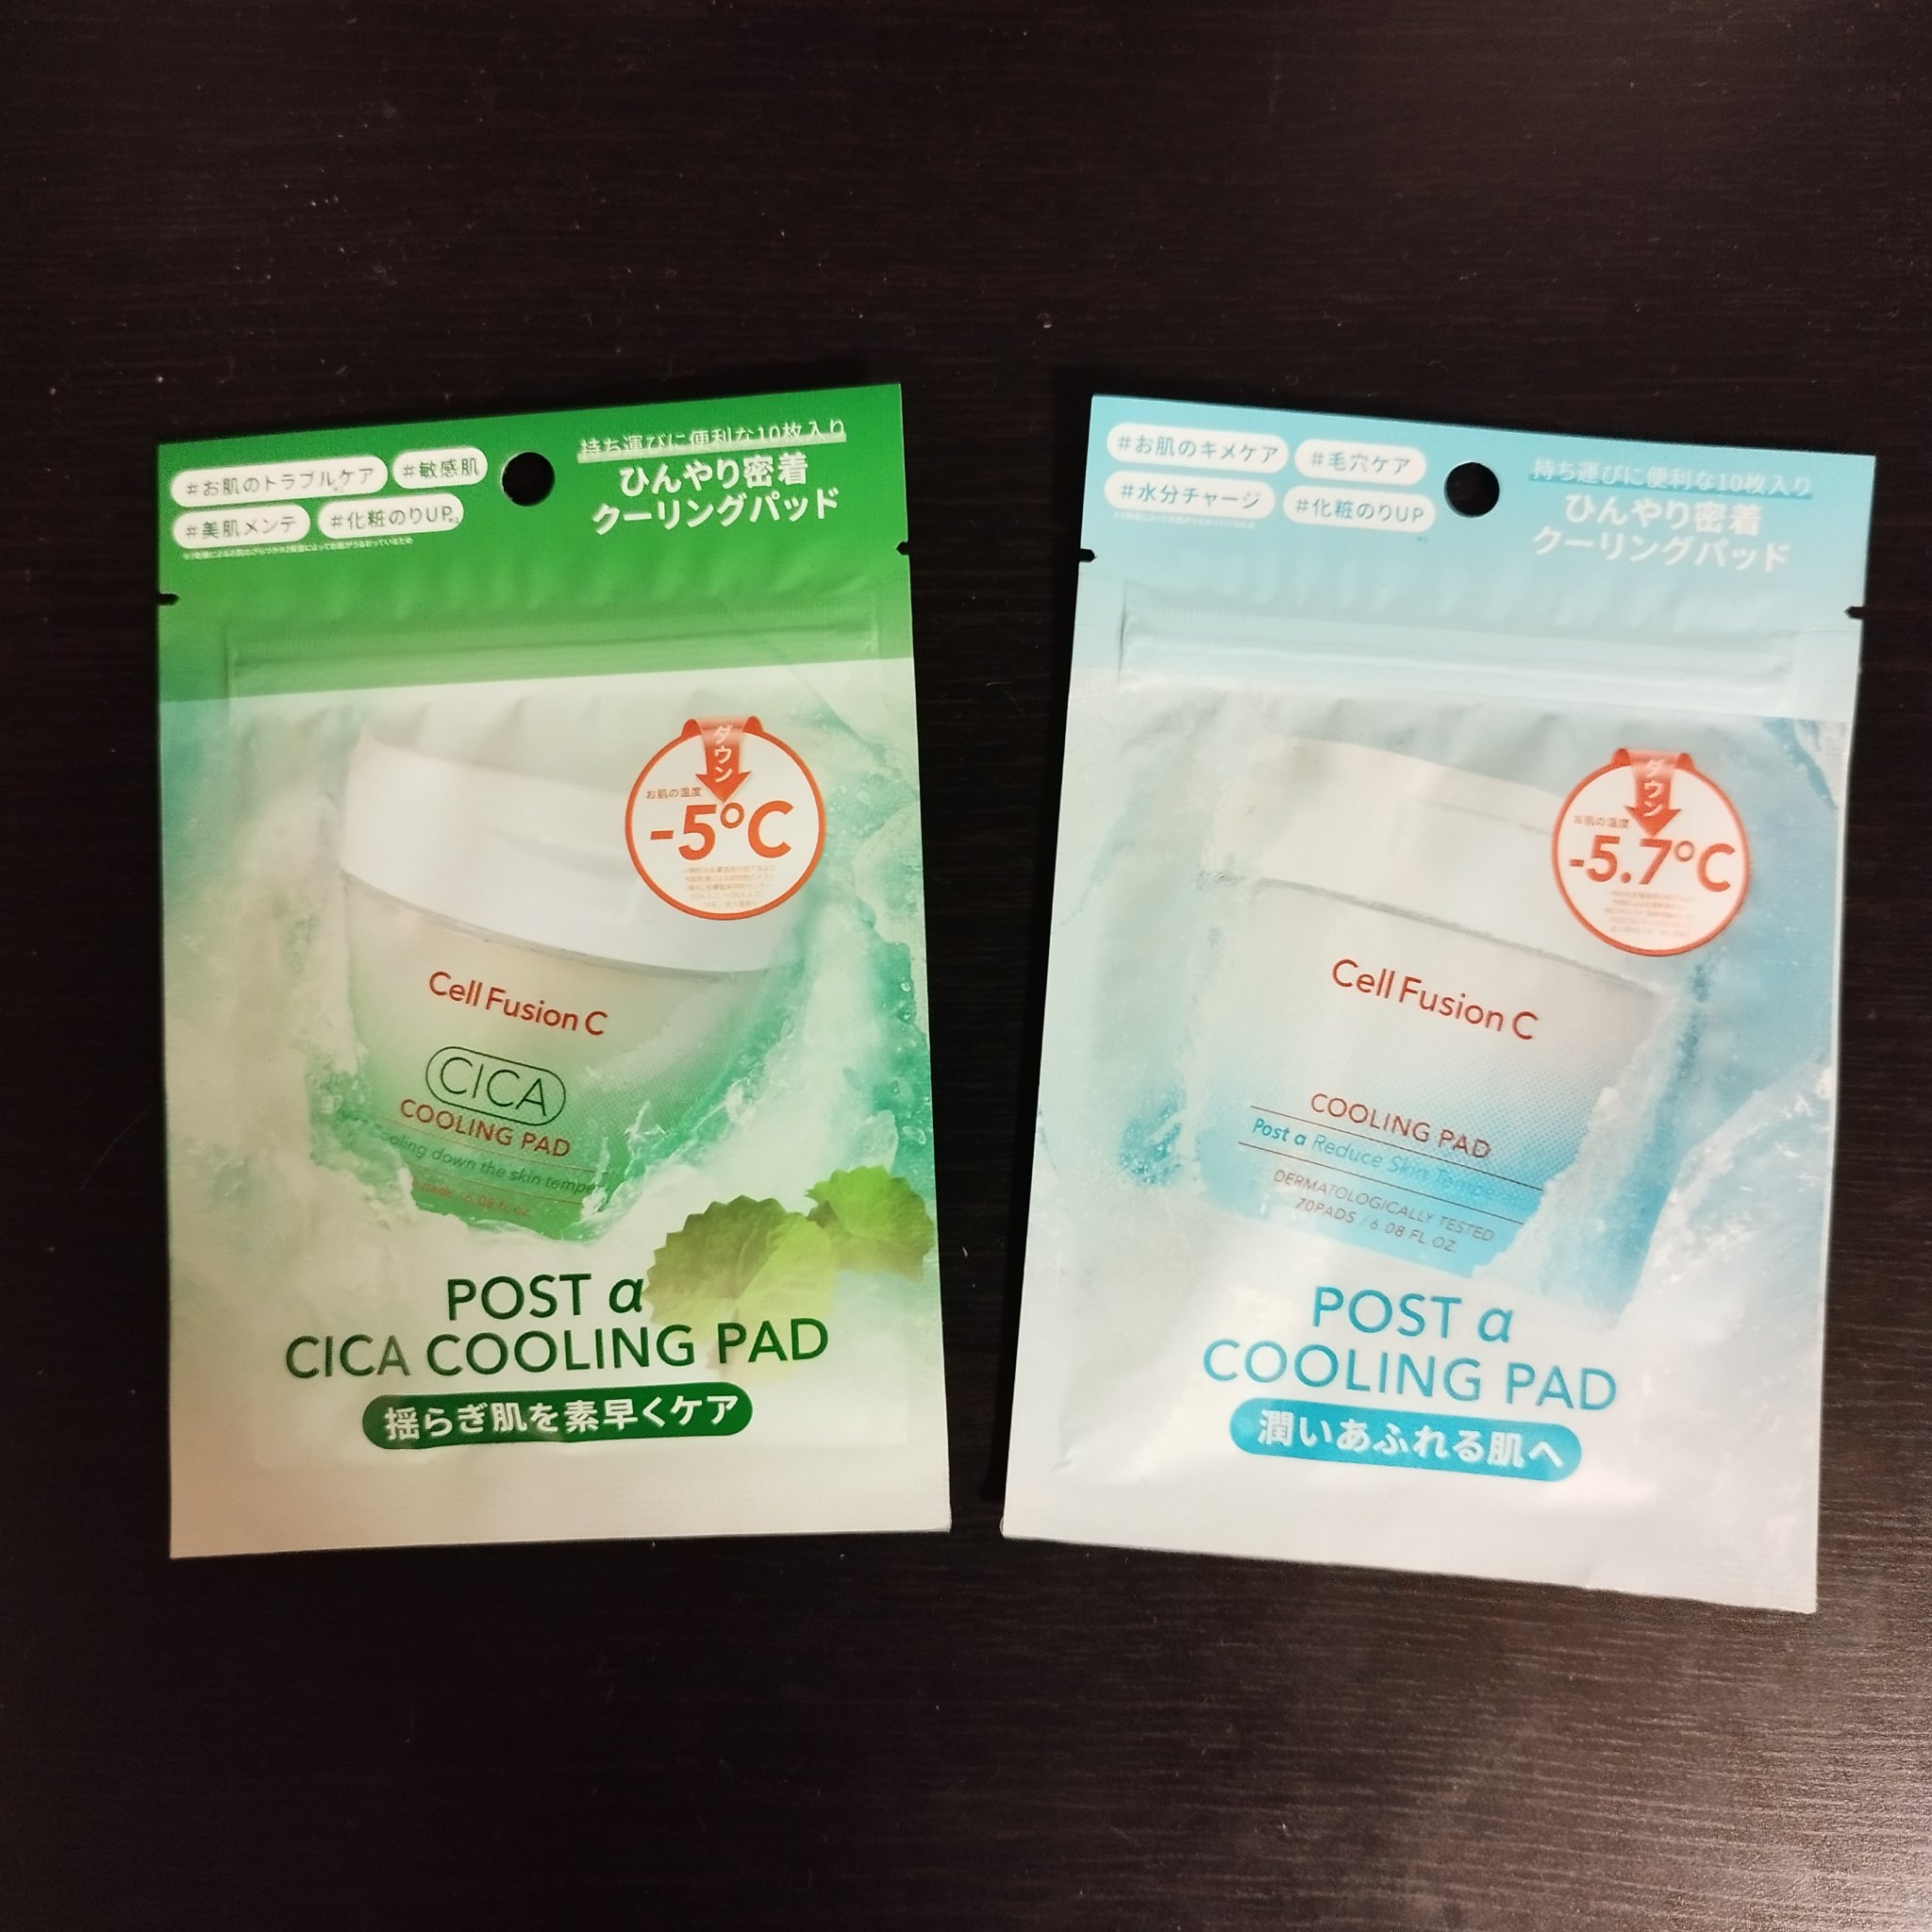 #お肌のトラブルケア
#敏感肌
#美肌メンテ
#化粧のりUP
持ち運びに便利な10枚入り
ひんやり密着
クーリングパッド
ダウン
お肌の温度
-5℃
Cell Fusion C
CICA
COOLING PAD
down the skin
6.08 fl. oz.
POST α
CICA COOLING PAD
揺らぎ肌を素早くケア
#お肌のキメケア
#毛穴ケア
#水分チャージ
#化粧のりUP
持ち運びに便利な10枚入り
ひんやり密着
クーリングパッド
ダウン
お肌の温度
-5.7℃
Cell Fusion C
COOLING PAD
Post α Reduce Skin
DERMATOLOGICALLY TESTED
70PADS / 6.08 FL OZ.
POST α
COOLING PAD
潤いあふれる肌へ